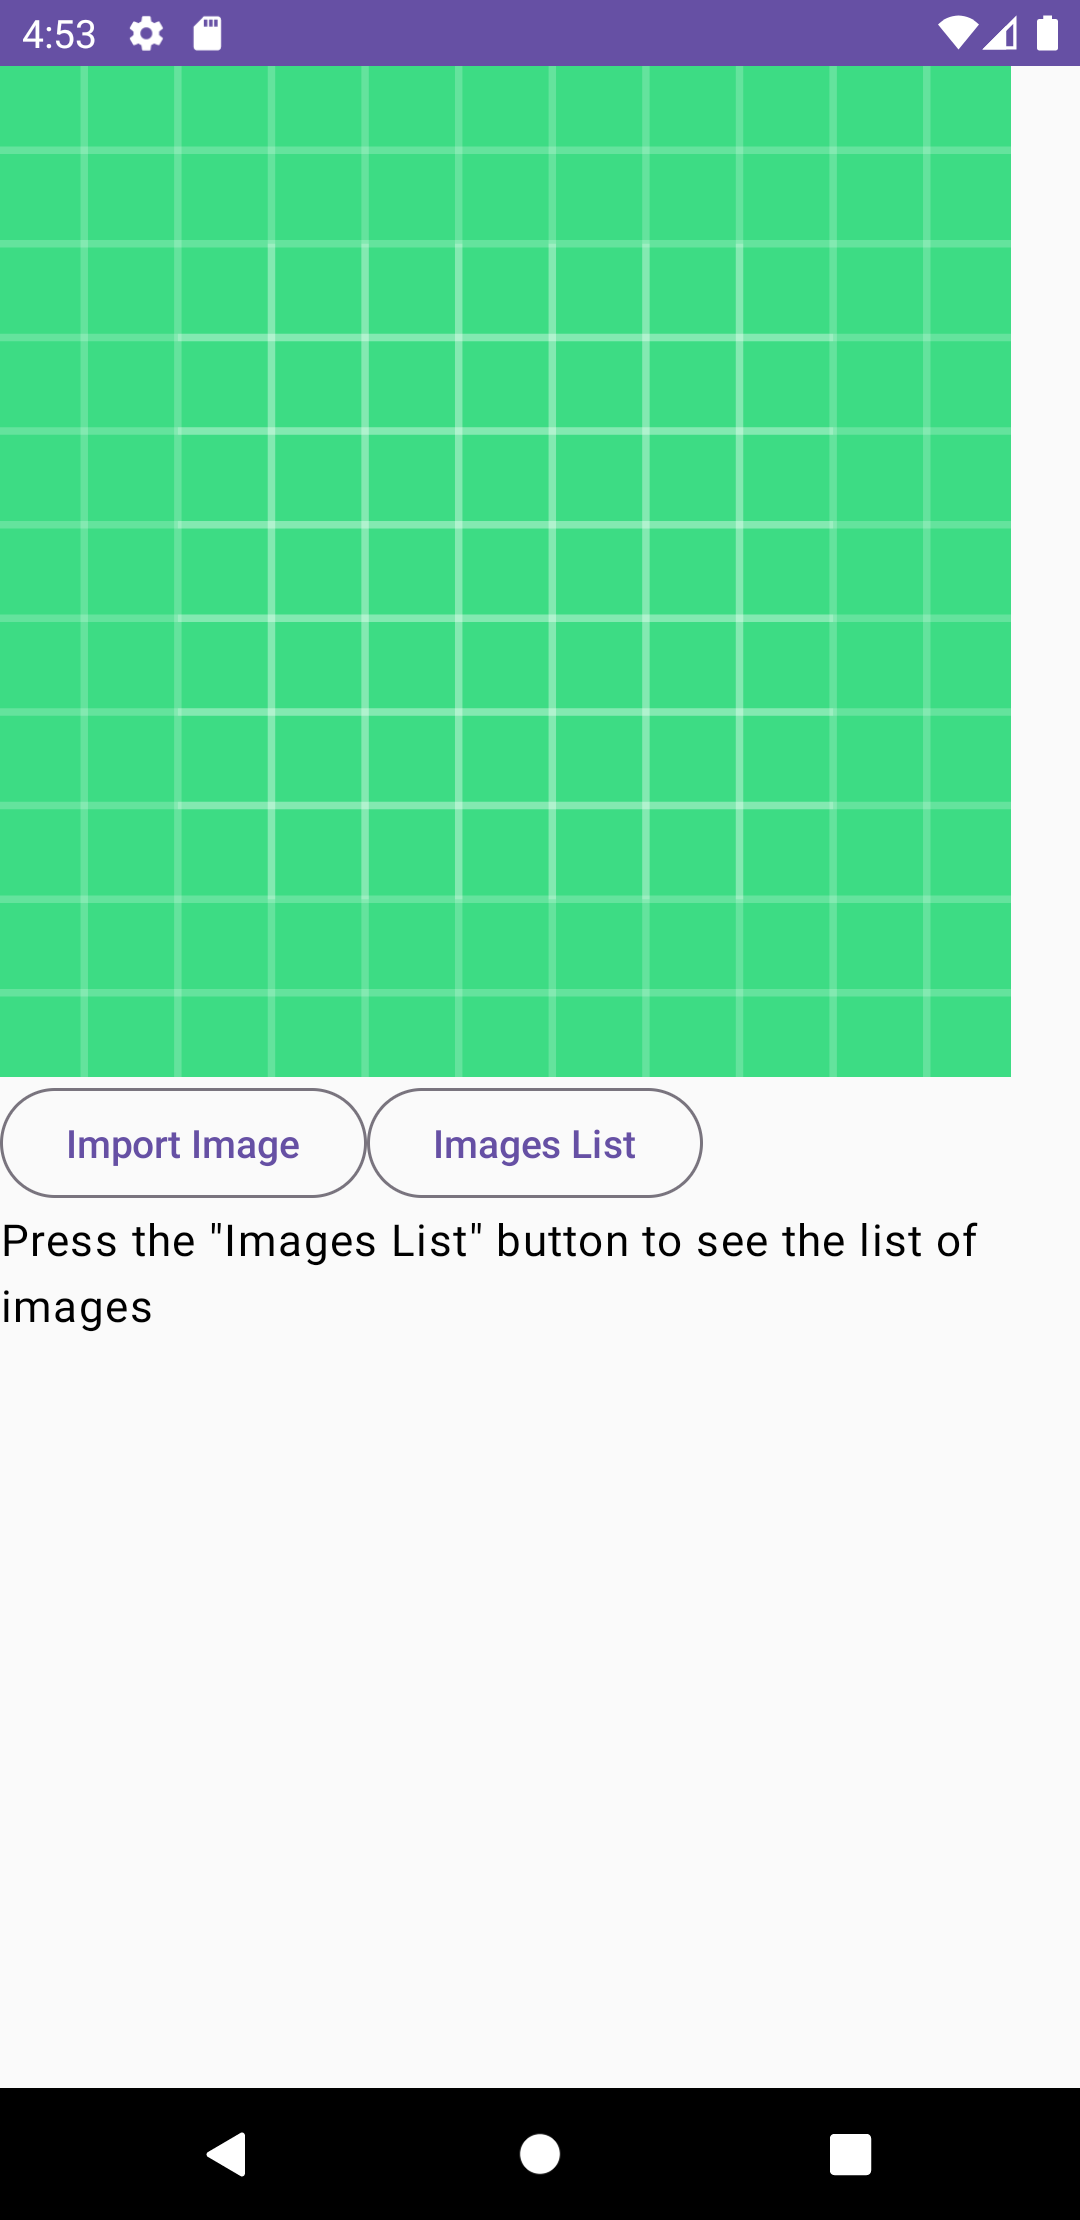 4:53
Import Image
Images List
Press the "Images List" button to see the list of
images